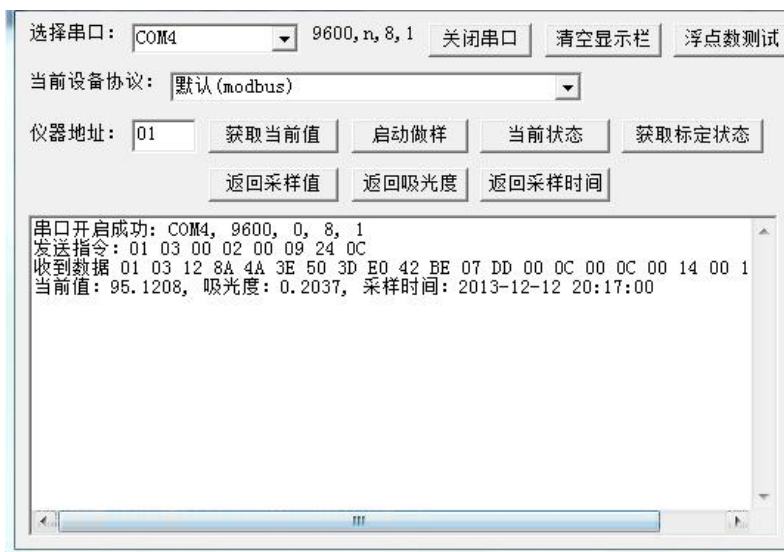 选择串口： COM4 9600,n,8,1 关闭串口 清空显示栏 浮点数测试
当前设备协议： 默认(modbus)
仪器地址： 01 获取当前值 启动做样 当前状态 获取标定状态
返回采样值 返回吸光度 返回采样时间
串口开启成功: COM4, 9600, 0, 8, 1
发送指令: 01 03 00 02 00 09 24 0C
收到数据 01 03 12 8A 4A 3E 50 3D E0 42 BE 07 DD 00 0C 00 0C 00 14 00 1
当前值: 95.1208, 吸光度: 0.2037, 采样时间: 2013-12-12 20:17:00